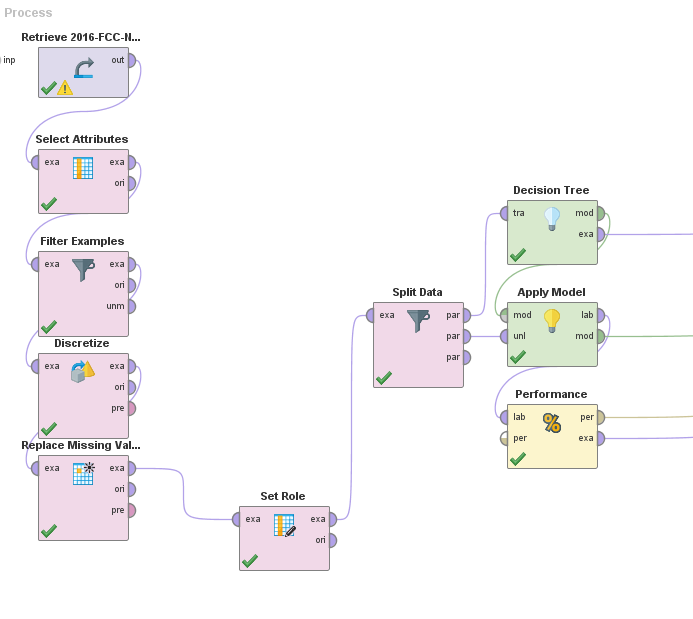 Process
inp
Retrieve 2016-FCC-N...
out
Select Attributes
exa exa
ori
Filter Examples
exa exa
ori
unm
Discretize
exa exa
ori
pre
Replace Missing Val...
exa exa
ori
pre
Set Role
exa exa
ori
Split Data
exa par
par
par
Decision Tree
tra mod
exa
Apply Model
mod lab
unl mod
Performance
%
lab per
per exa